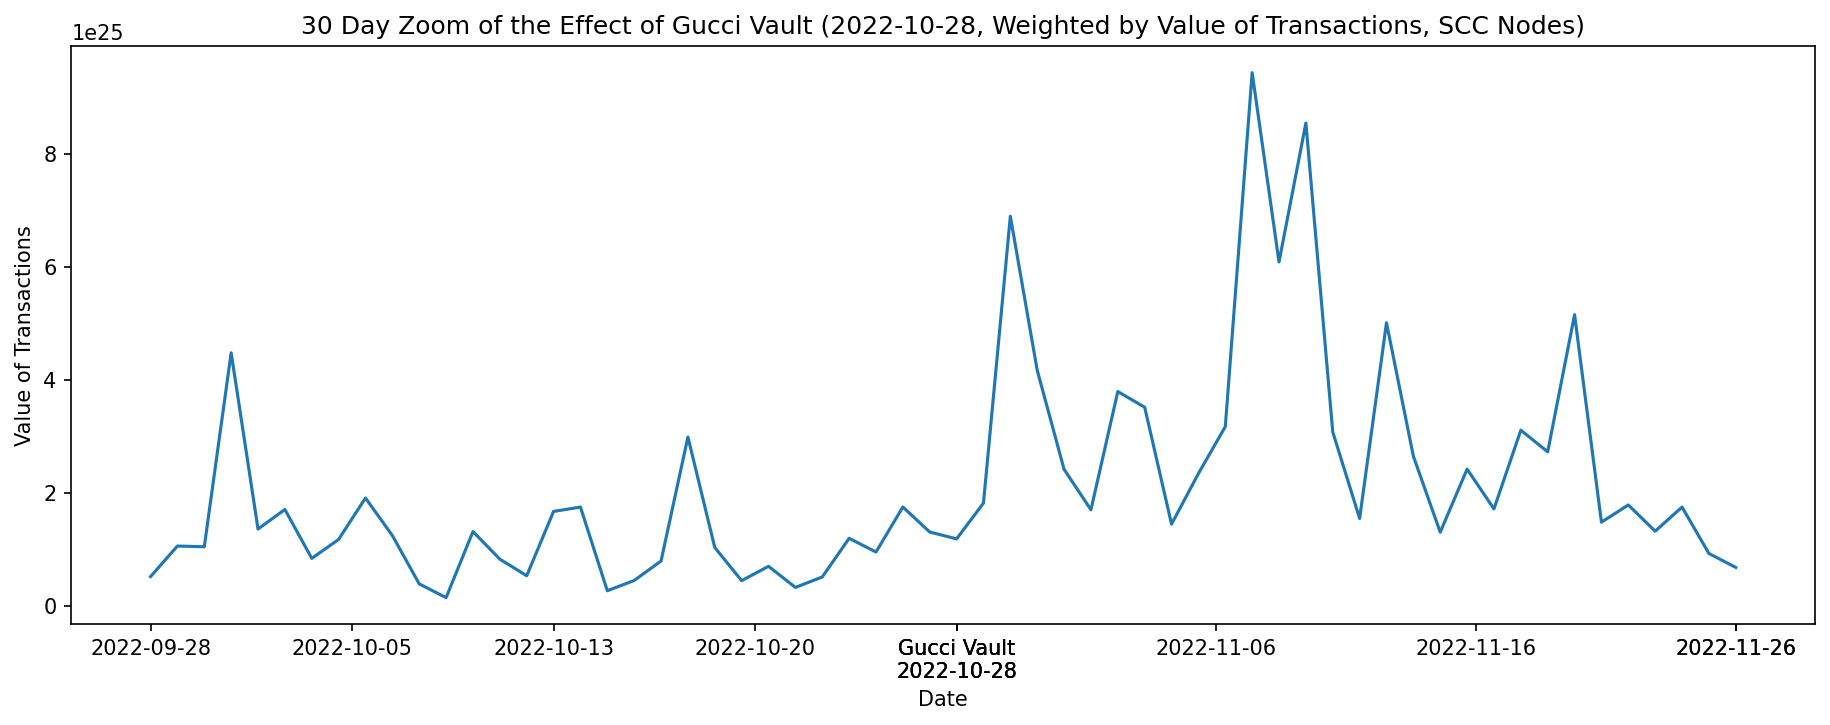 30 Day Zoom of the Effect of Gucci Vault (2022-10-28, Weighted by Value of Transactions, SCC Nodes)
1e25
8
6
4
2
0
Value of Transactions
2022-09-28
2022-10-05
2022-10-13
2022-10-20
Gucci Vault
2022-10-28
2022-11-06
2022-11-16
2022-11-26
Date